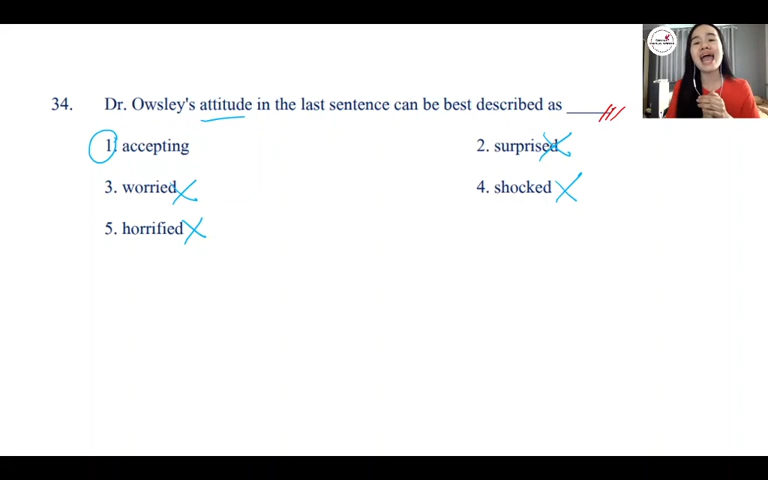 34. Dr. Owsley's attitude in the last sentence can be best described as ______
1. accepting 2. surprised
3. worried 4. shocked
5. horrified